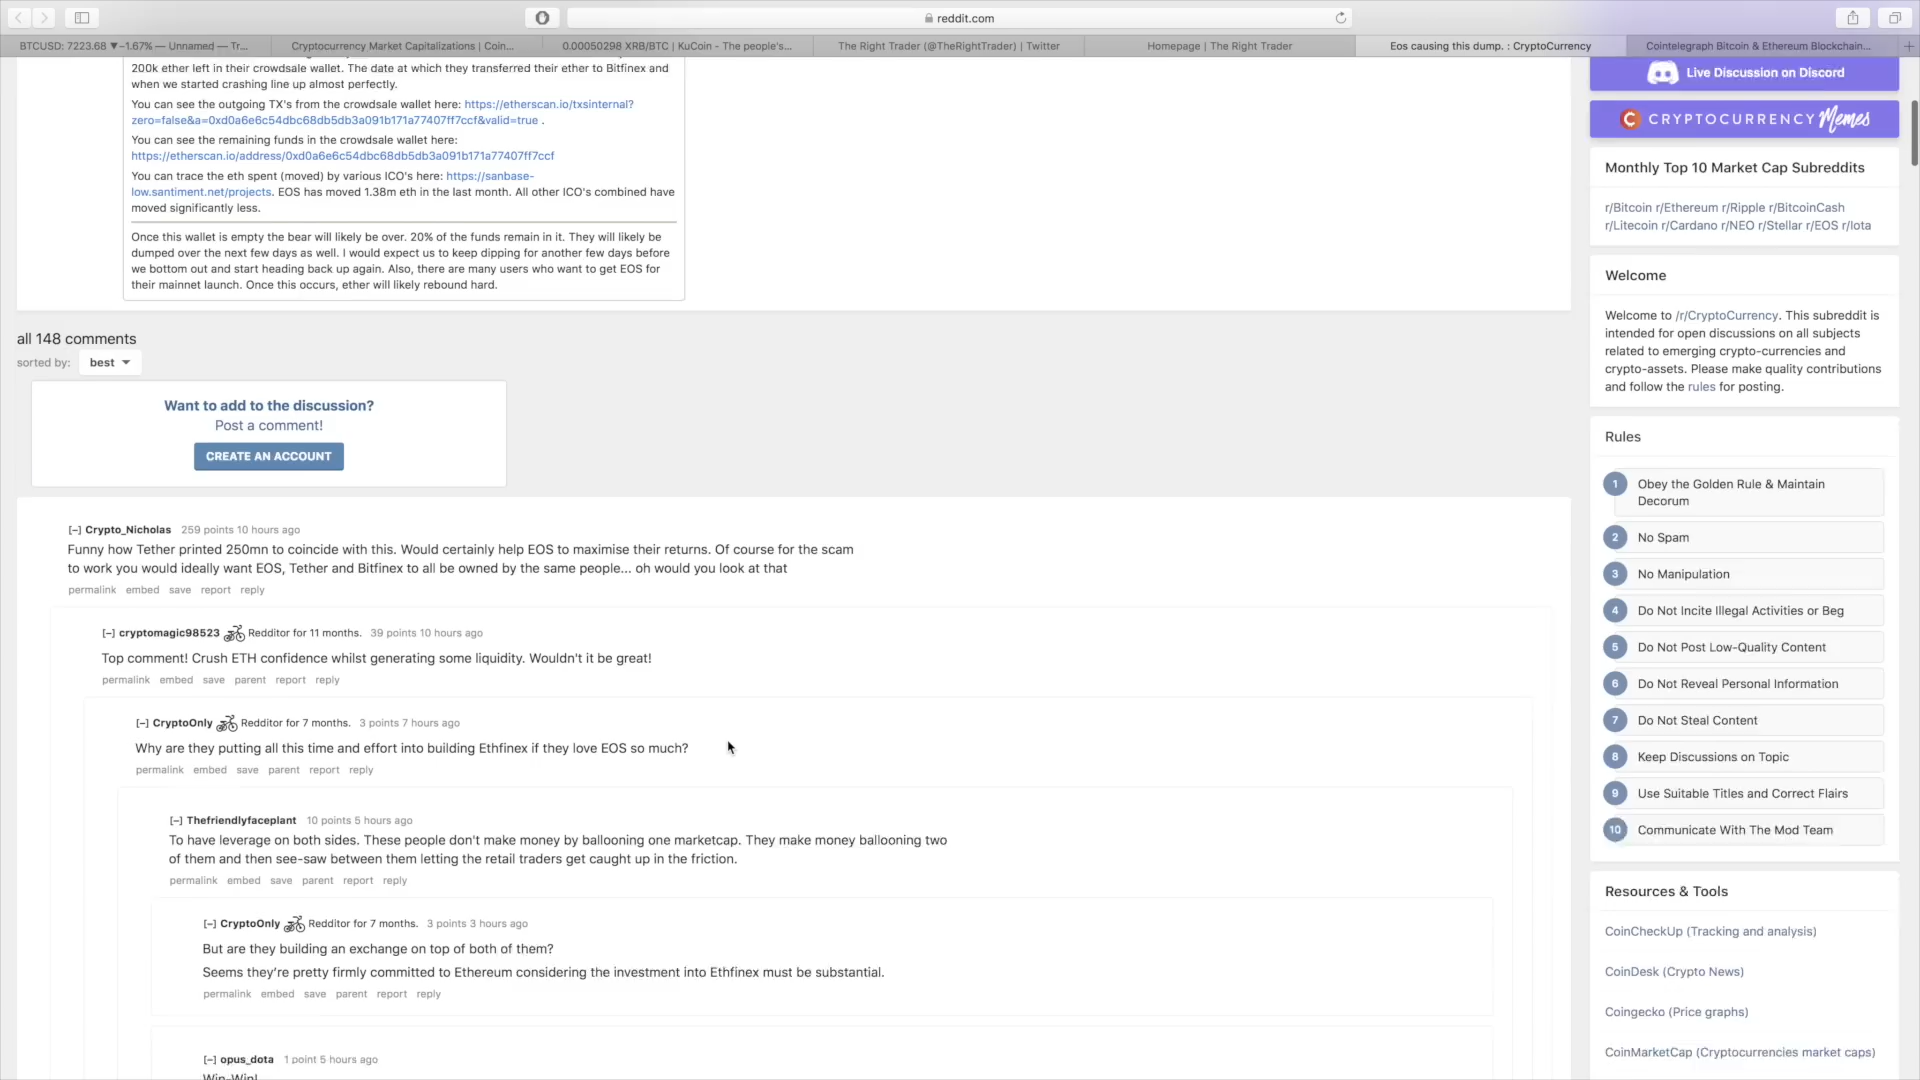 reddit.com
BTCUSD: 7223.68 ▼−1.67% — Unnamed — Tr...
Cryptocurrency Market Capitalizations | Coin...
0.00050298 XRB/BTC | KuCoin - The people's...
The Right Trader (@TheRightTrader) | Twitter
Homepage | The Right Trader
Eos causing this dump. : CryptoCurrency
Cointelegraph Bitcoin & Ethereum Blockchain...
200k ether left in their crowdsale wallet. The date at which they transferred their ether to Bitfinex and
when we started crashing line up almost perfectly.
You can see the outgoing TX's from the crowdsale wallet here: https://etherscan.io/txsinternal?
zero=false&a=0xd0a6e6c54dbc68db5db3a091b171a77407ff7ccf&valid=true .
You can see the remaining funds in the crowdsale wallet here:
https://etherscan.io/address/0xd0a6e6c54dbc68db5db3a091b171a77407ff7ccf
You can trace the eth spent (moved) by various ICO's here: https://sanbase-
low.santiment.net/projects. EOS has moved 1.38m eth in the last month. All other ICO's combined have
moved significantly less.
Once this wallet is empty the bear will likely be over. 20% of the funds remain in it. They will likely be
dumped over the next few days as well. I would expect us to keep dipping for another few days before
we bottom out and start heading back up again. Also, there are many users who want to get EOS for
their mainnet launch. Once this occurs, ether will likely rebound hard.
all 148 comments
sorted by: best
Want to add to the discussion?
Post a comment!
CREATE AN ACCOUNT
[–] Crypto_Nicholas 259 points 10 hours ago
Funny how Tether printed 250mn to coincide with this. Would certainly help EOS to maximise their returns. Of course for the scam
to work you would ideally want EOS, Tether and Bitfinex to all be owned by the same people... oh would you look at that
permalink embed save report reply
[–] cryptomagic98523 Redditor for 11 months. 39 points 10 hours ago
Top comment! Crush ETH confidence whilst generating some liquidity. Wouldn't it be great!
permalink embed save parent report reply
[–] CryptoOnly Redditor for 7 months. 3 points 7 hours ago
Why are they putting all this time and effort into building Ethfinex if they love EOS so much?
permalink embed save parent report reply
[–] Thefriendlyfaceplant 10 points 5 hours ago
To have leverage on both sides. These people don't make money by ballooning one marketcap. They make money ballooning two
of them and then see-saw between them letting the retail traders get caught up in the friction.
permalink embed save parent report reply
[–] CryptoOnly Redditor for 7 months. 3 points 3 hours ago
But are they building an exchange on top of both of them?
Seems they're pretty firmly committed to Ethereum considering the investment into Ethfinex must be substantial.
permalink embed save parent report reply
[–] opus_dota 1 point 5 hours ago
Win-Win!
Live Discussion on Discord
CRYPTOCURRENCY Memes
Monthly Top 10 Market Cap Subreddits
r/Bitcoin r/Ethereum r/Ripple r/BitcoinCash
r/Litecoin r/Cardano r/NEO r/Stellar r/EOS r/Iota
Welcome
Welcome to /r/CryptoCurrency. This subreddit is
intended for open discussions on all subjects
related to emerging crypto-currencies and
crypto-assets. Please make quality contributions
and follow the rules for posting.
Rules
1 Obey the Golden Rule & Maintain
Decorum
2 No Spam
3 No Manipulation
4 Do Not Incite Illegal Activities or Beg
5 Do Not Post Low-Quality Content
6 Do Not Reveal Personal Information
7 Do Not Steal Content
8 Keep Discussions on Topic
9 Use Suitable Titles and Correct Flairs
10 Communicate With The Mod Team
Resources & Tools
CoinCheckUp (Tracking and analysis)
CoinDesk (Crypto News)
Coingecko (Price graphs)
CoinMarketCap (Cryptocurrencies market caps)